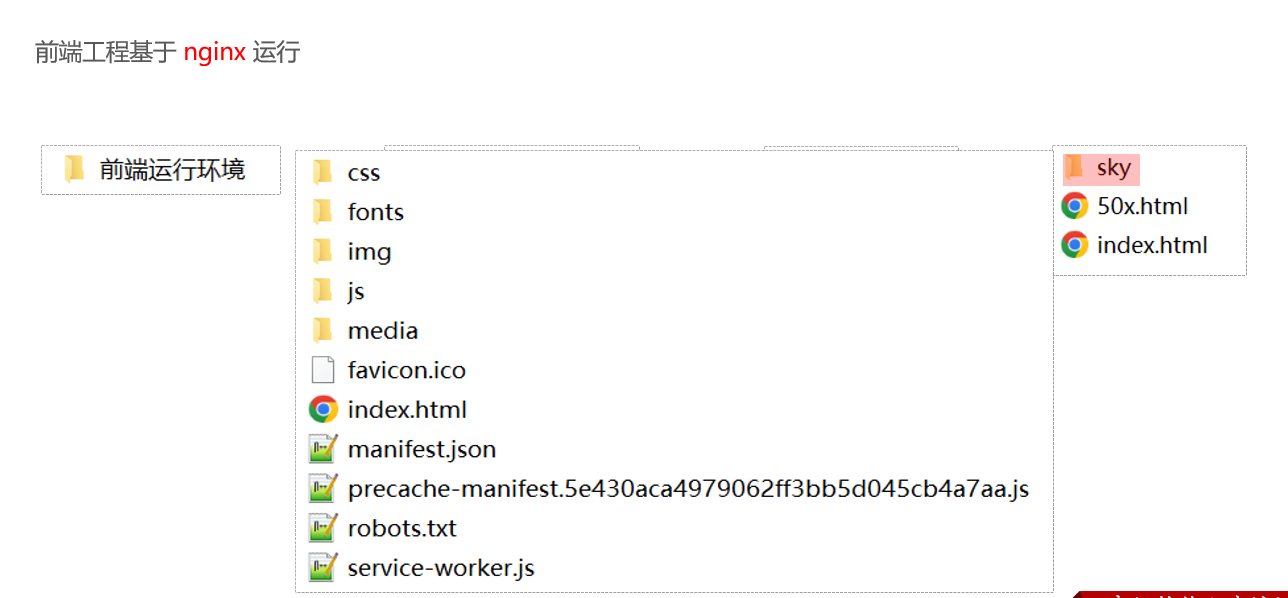 前端工程基于 nginx 运行
前端运行环境
css
fonts
img
js
media
favicon.ico
index.html
manifest.json
precache-manifest.5e430aca4979062ff3bb5d045cb4a7aa.js
robots.txt
service-worker.js
sky
50x.html
index.html